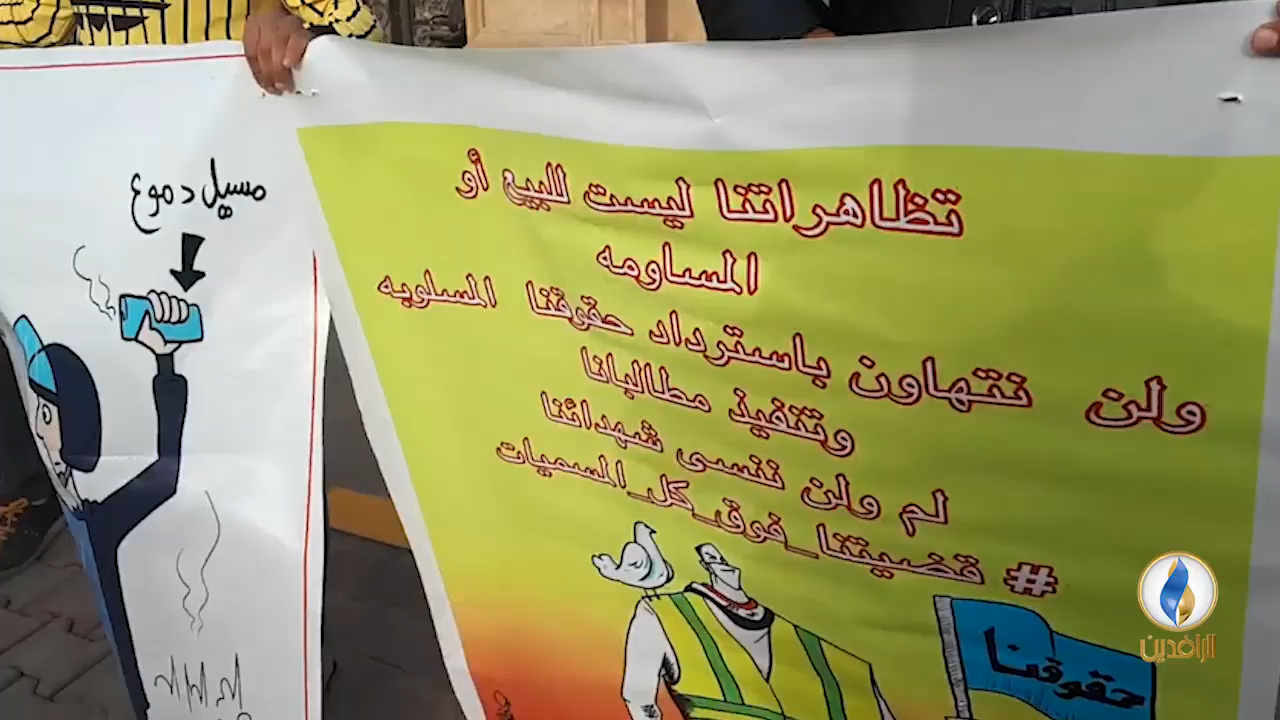 تظاهراتنا ليست للبيع أو
المساومه
ولن نتهاون باسترداد حقوقنا المسلوبه
وتنفيذ مطالبانا
لم ولن ننسى شهدائنا
# قضيتنا_فوق_كل_المسميات
حقوقنا
مسيل دموع
الرافدين